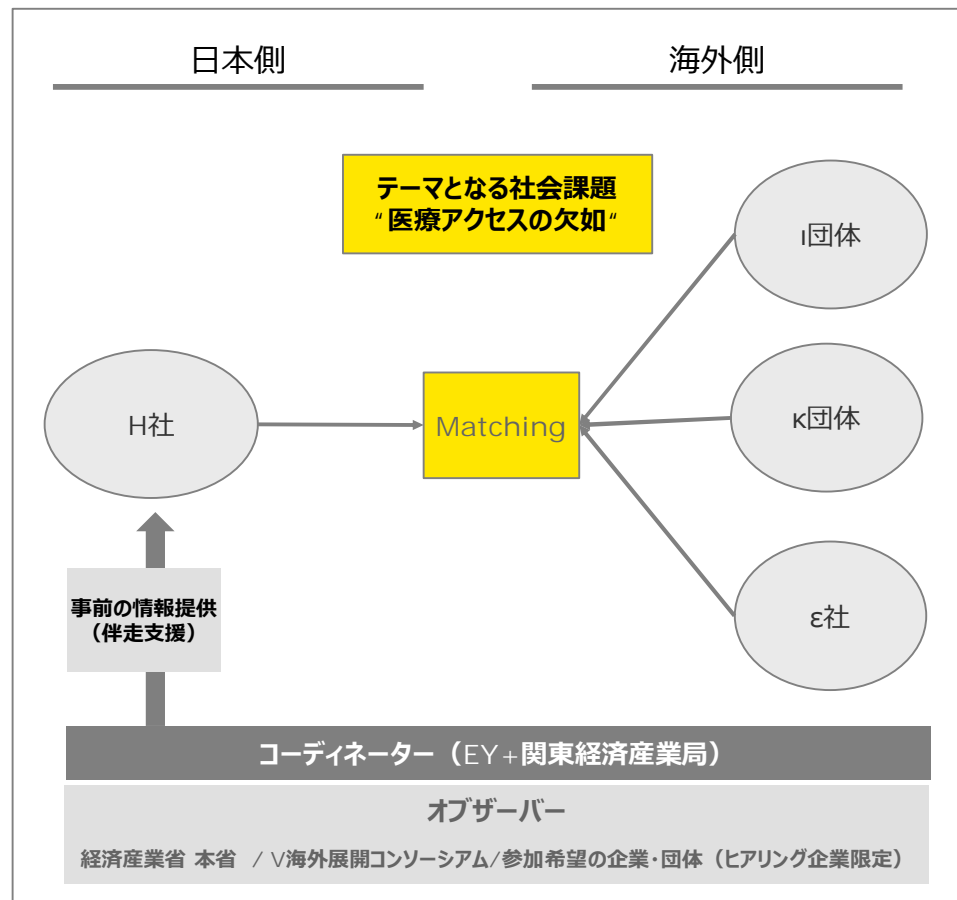 日本側
海外側
テーマとなる社会課題
“医療アクセスの欠如“
ι団体
H社
Matching
κ団体
ε社
事前の情報提供
（伴走支援）
コーディネーター（EY+関東経済産業局）
オブザーバー
経済産業省 本省 / V海外展開コンソーシアム/参加希望の企業・団体（ヒアリング企業限定）